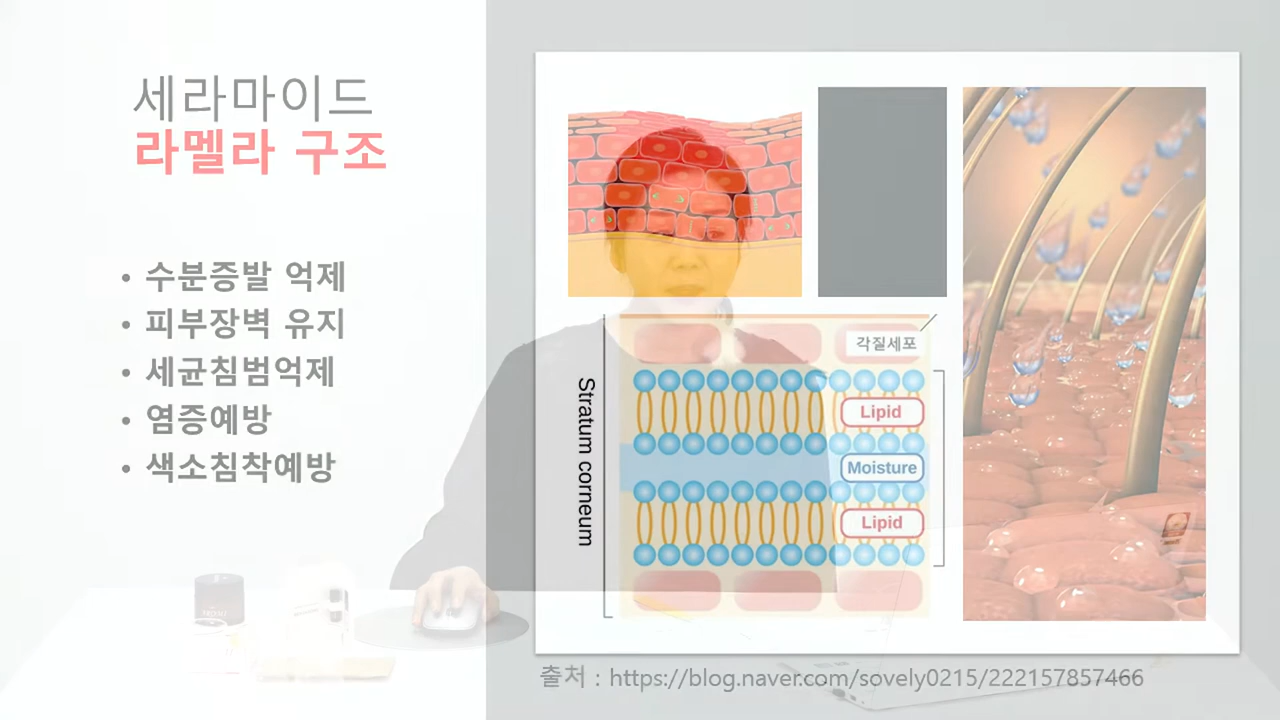 세라마이드
라멜라 구조
• 수분증발 억제
• 피부장벽 유지
• 세균침범억제
• 염증예방
• 색소침착예방
각질세포
Stratum corneum
Lipid
Moisture
Lipid
출처 : https://blog.naver.com/sovely0215/222157857466